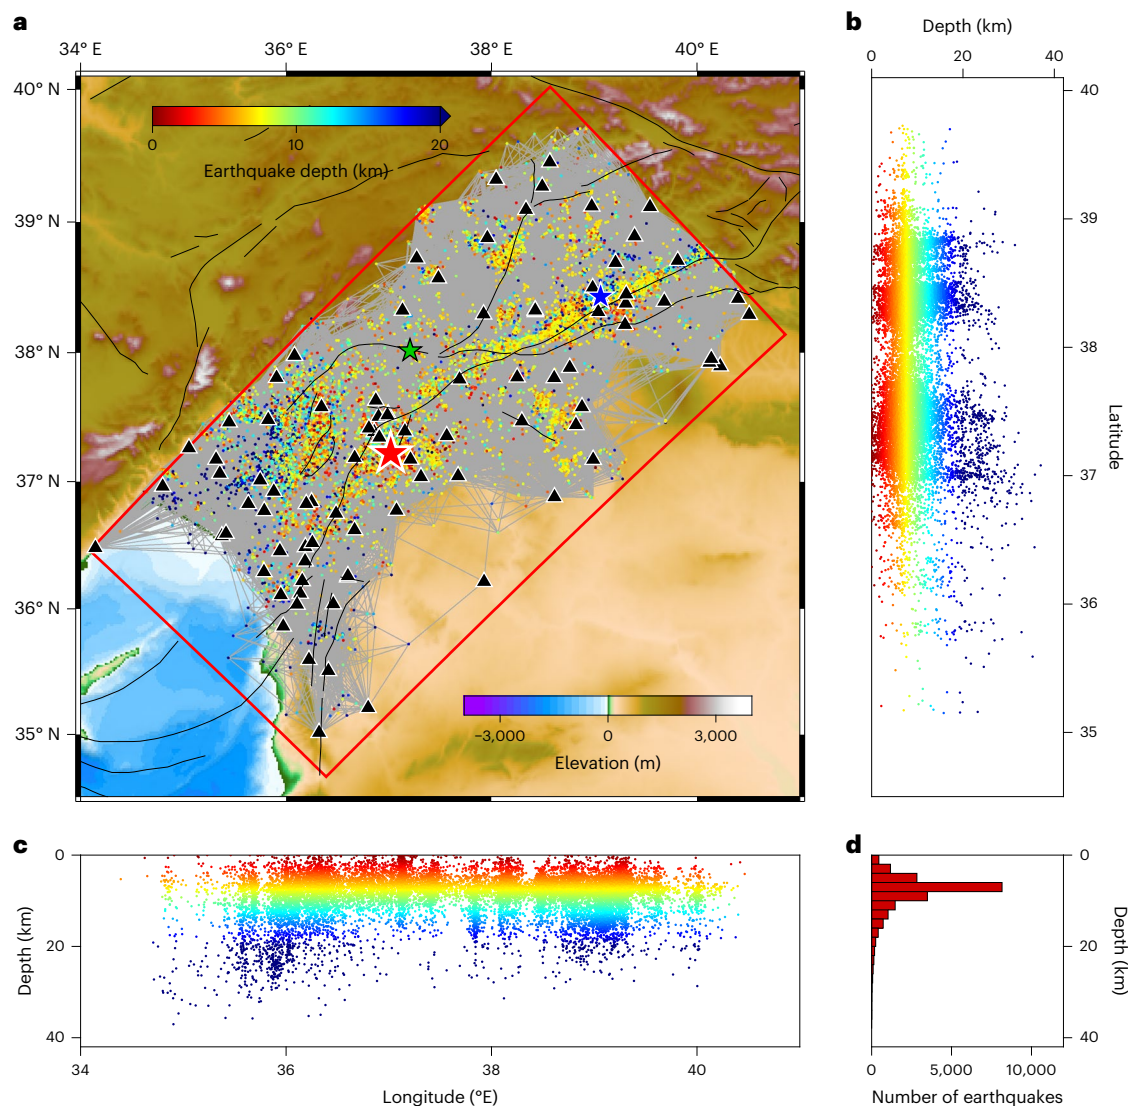 a
34° E 36° E 38° E 40° E
40° N
39° N
38° N
37° N
36° N
35° N
0 10 20
Earthquake depth (km)
−3,000 0 3,000
Elevation (m)
b
Depth (km)
0 20 40
40
39
38
37
36
35
Latitude
c
0
20
40
Depth (km)
34 36 38 40
Longitude (°E)
d
0
20
40
Depth (km)
0 5,000 10,000
Number of earthquakes